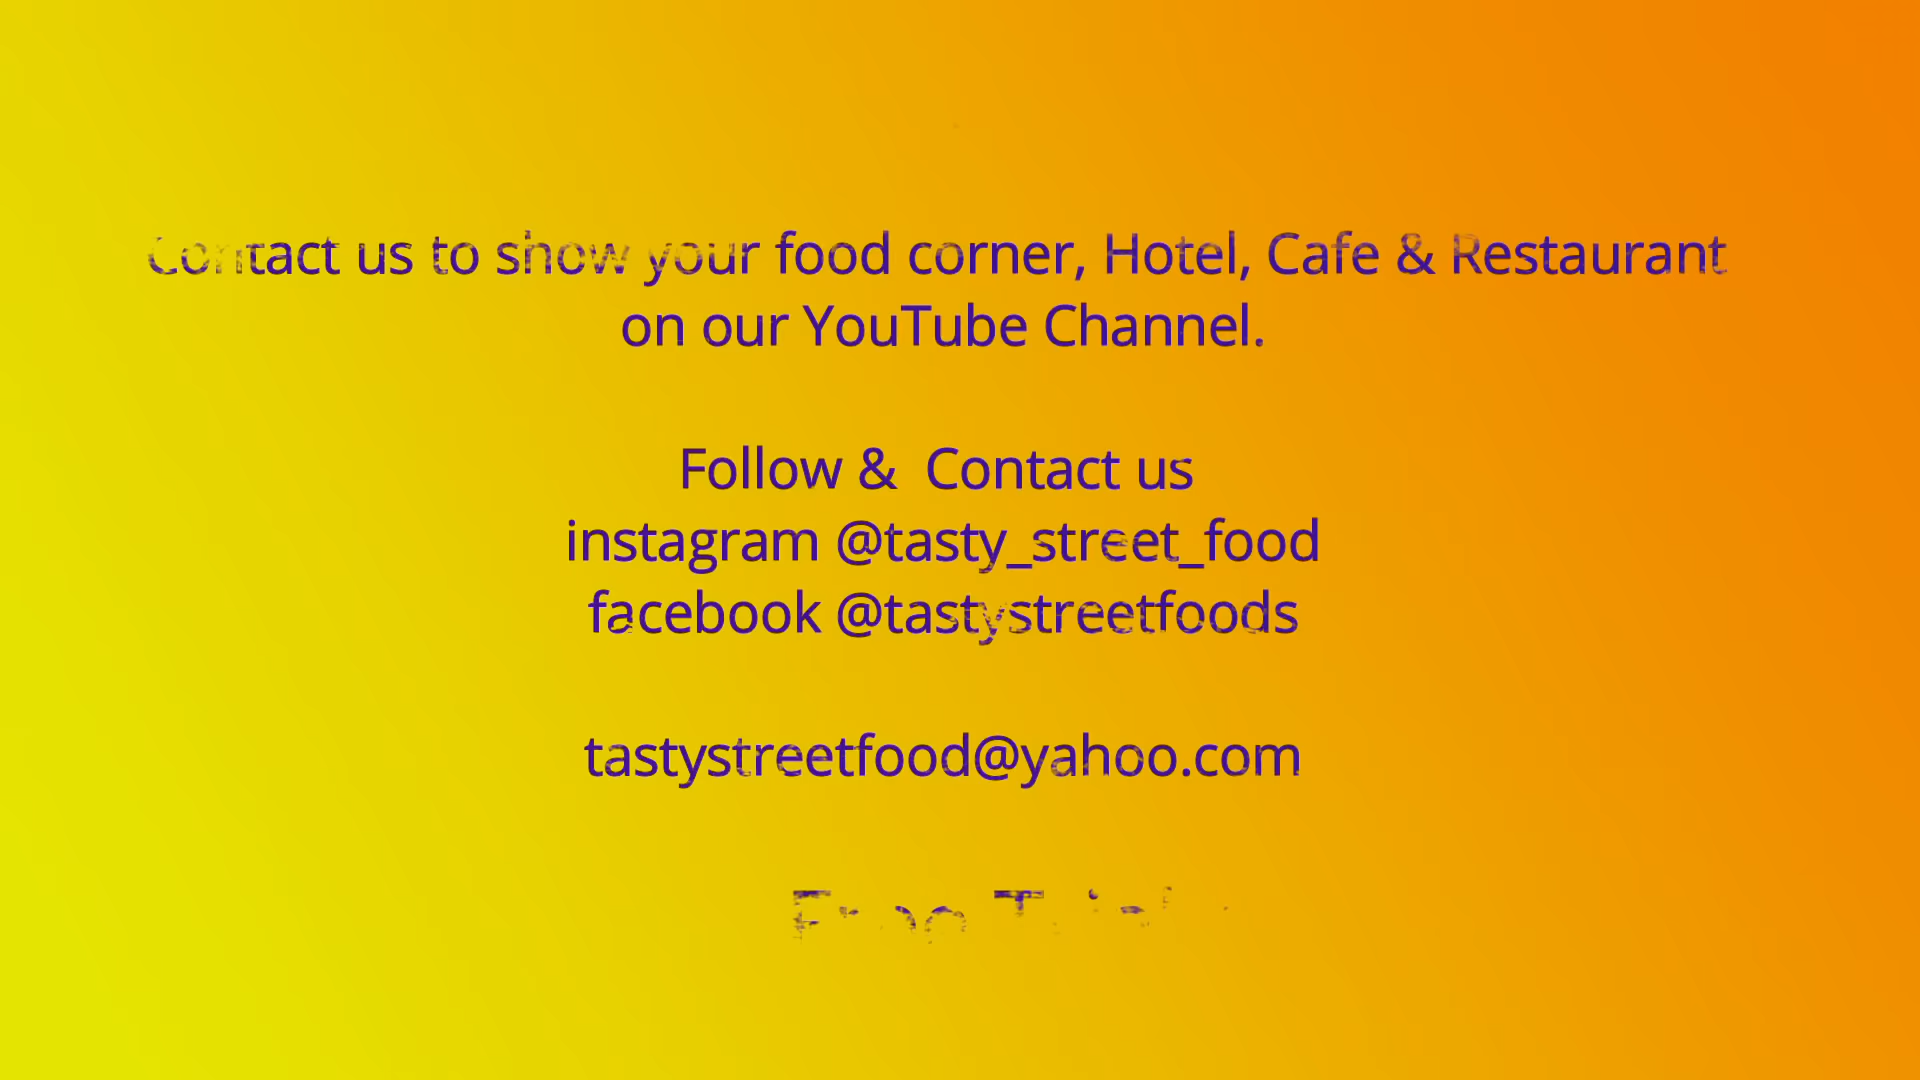 Contact us to show your food corner, Hotel, Cafe & Restaurant
on our YouTube Channel.
Follow & Contact us
instagram @tasty_street_food
facebook @tastystreetfoods
tastystreetfood@yahoo.com